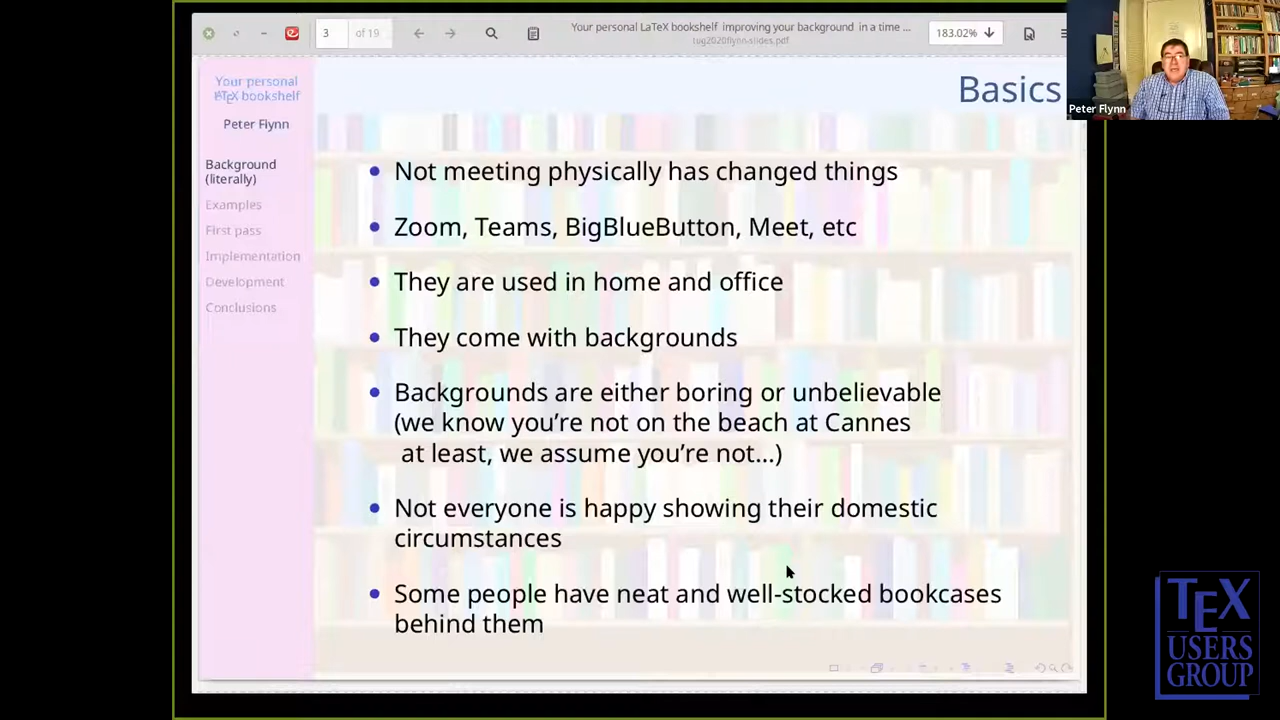 3
of 19
Your personal LaTeX bookshelf improving your background in a time ...
tug2020flynn-slides.pdf
183.02%
Your personal
LATEX bookshelf
Peter Flynn
Background
(literally)
Examples
First pass
Implementation
Development
Conclusions
Basics
Not meeting physically has changed things
Zoom, Teams, BigBlueButton, Meet, etc
They are used in home and office
They come with backgrounds
Backgrounds are either boring or unbelievable
(we know you’re not on the beach at Cannes
at least, we assume you’re not...)
Not everyone is happy showing their domestic
circumstances
Some people have neat and well-stocked bookcases
behind them
Peter Flynn
TEX
USERS
GROUP